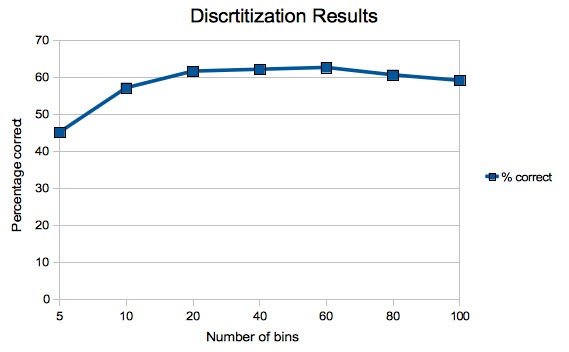 Discrtitization Results
70
60
50
40
30
20
10
0
Percentage correct
5 10 20 40 60 80 100
Number of bins
% correct